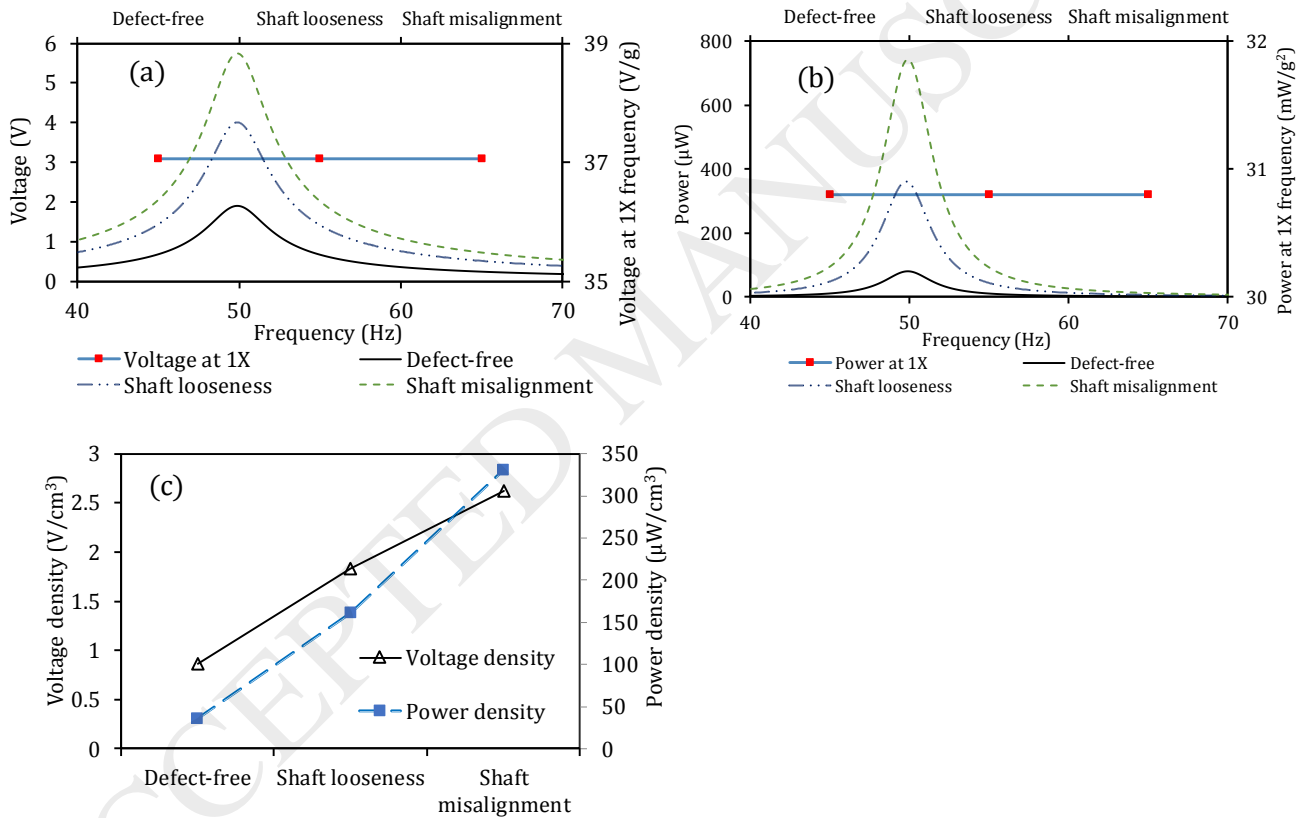 Defect-free Shaft looseness Shaft misalignment
(a)
Voltage (V)
6
5
4
3
2
1
0
39
37
35
Voltage at 1X frequency (V/g)
40 50 60 70
Frequency (Hz)
Voltage at 1X Defect-free
Shaft looseness Shaft misalignment
Defect-free Shaft looseness Shaft misalignment
(b)
Power (µW)
800
600
400
200
0
32
31
30
Power at 1X frequency (mW/g²)
40 50 60 70
Frequency (Hz)
Power at 1X Defect-free
Shaft looseness Shaft misalignment
(c)
Voltage density (V/cm³)
3
2.5
2
1.5
1
0.5
0
350
300
250
200
150
100
50
0
Power density (µW/cm³)
Voltage density
Power density
Defect-free Shaft looseness Shaft
misalignment
CCEPTED MANUSC